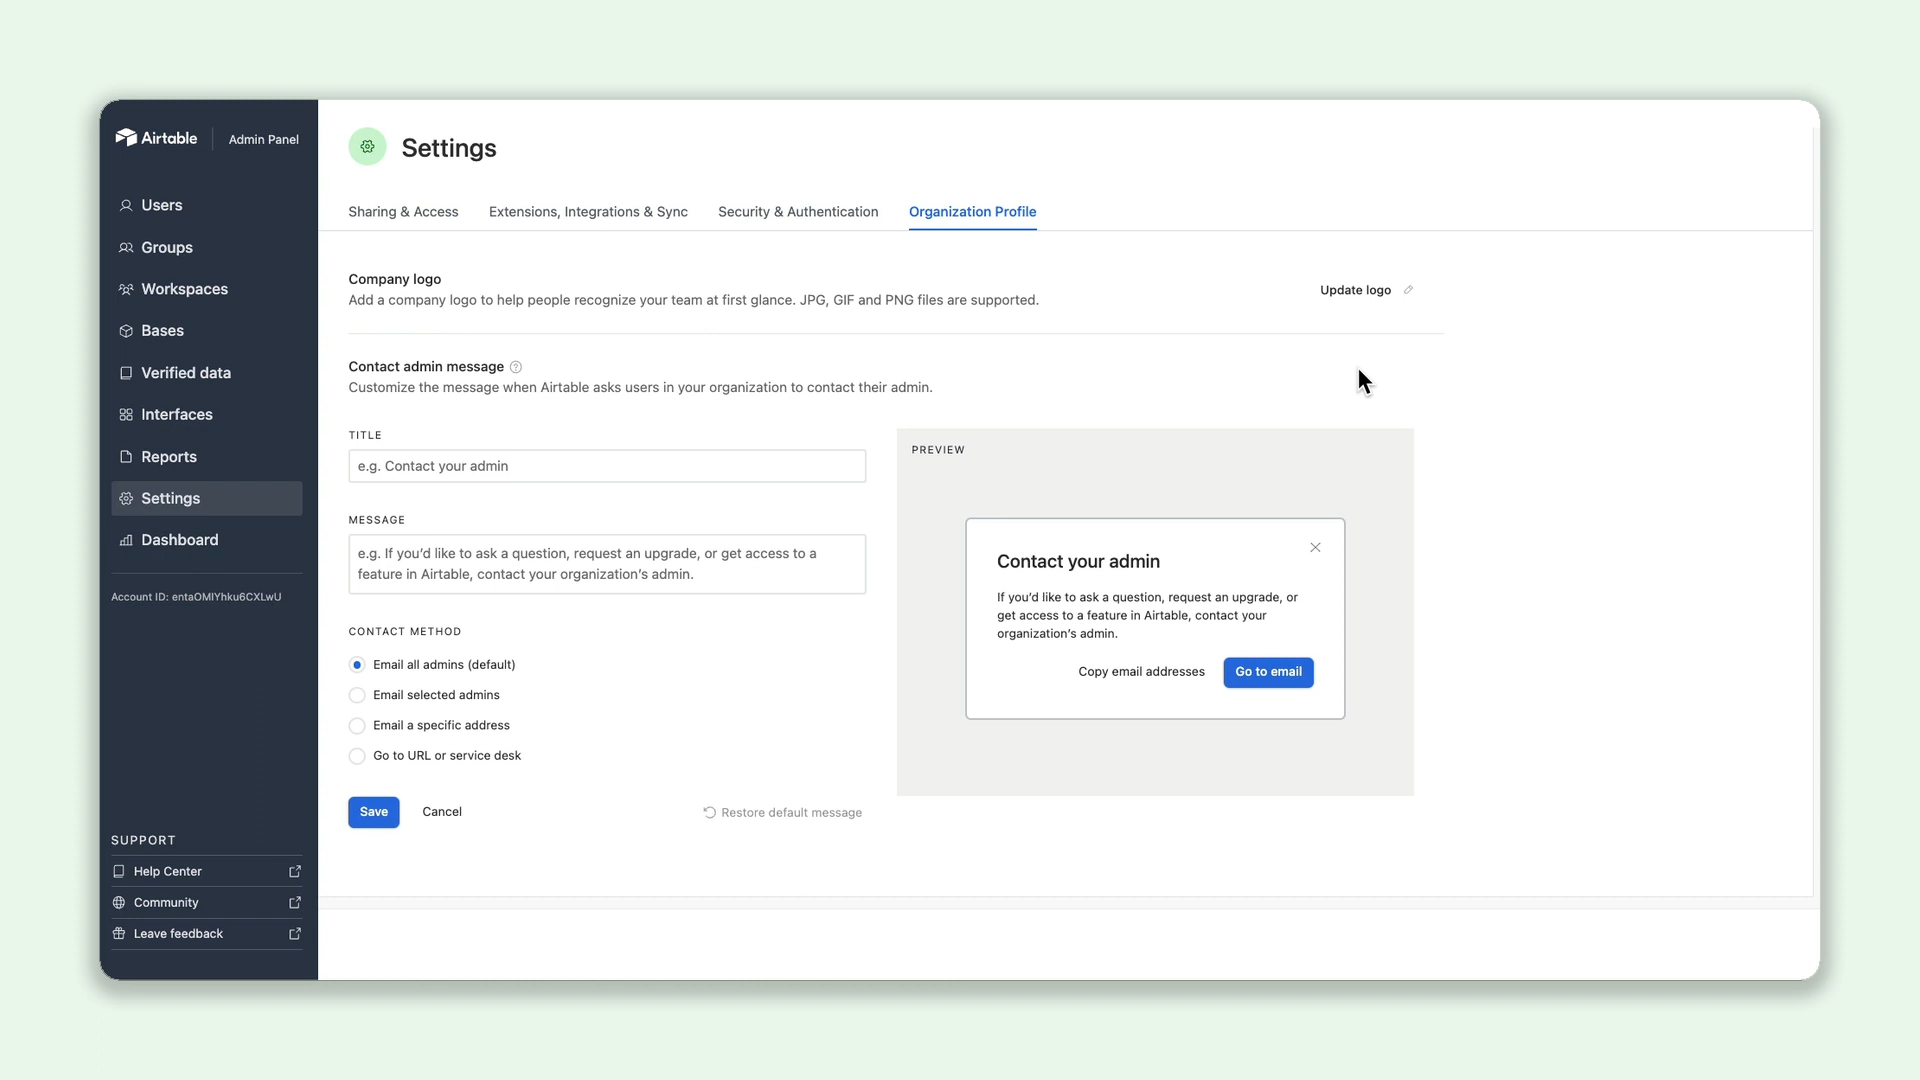 Airtable
Admin Panel
Users
Groups
Workspaces
Bases
Verified data
Interfaces
Reports
Settings
Dashboard
Account ID: entaOMIYhku6CXLwU
SUPPORT
Help Center
Community
Leave feedback
Settings
Sharing & Access
Extensions, Integrations & Sync
Security & Authentication
Organization Profile
Company logo
Add a company logo to help people recognize your team at first glance. JPG, GIF and PNG files are supported.
Update logo
Contact admin message
Customize the message when Airtable asks users in your organization to contact their admin.
TITLE
e.g. Contact your admin
MESSAGE
e.g. If you’d like to ask a question, request an upgrade, or get access to a
feature in Airtable, contact your organization’s admin.
CONTACT METHOD
Email all admins (default)
Email selected admins
Email a specific address
Go to URL or service desk
Save
Cancel
Restore default message
PREVIEW
Contact your admin
If you’d like to ask a question, request an upgrade, or
get access to a feature in Airtable, contact your
organization’s admin.
Copy email addresses
Go to email